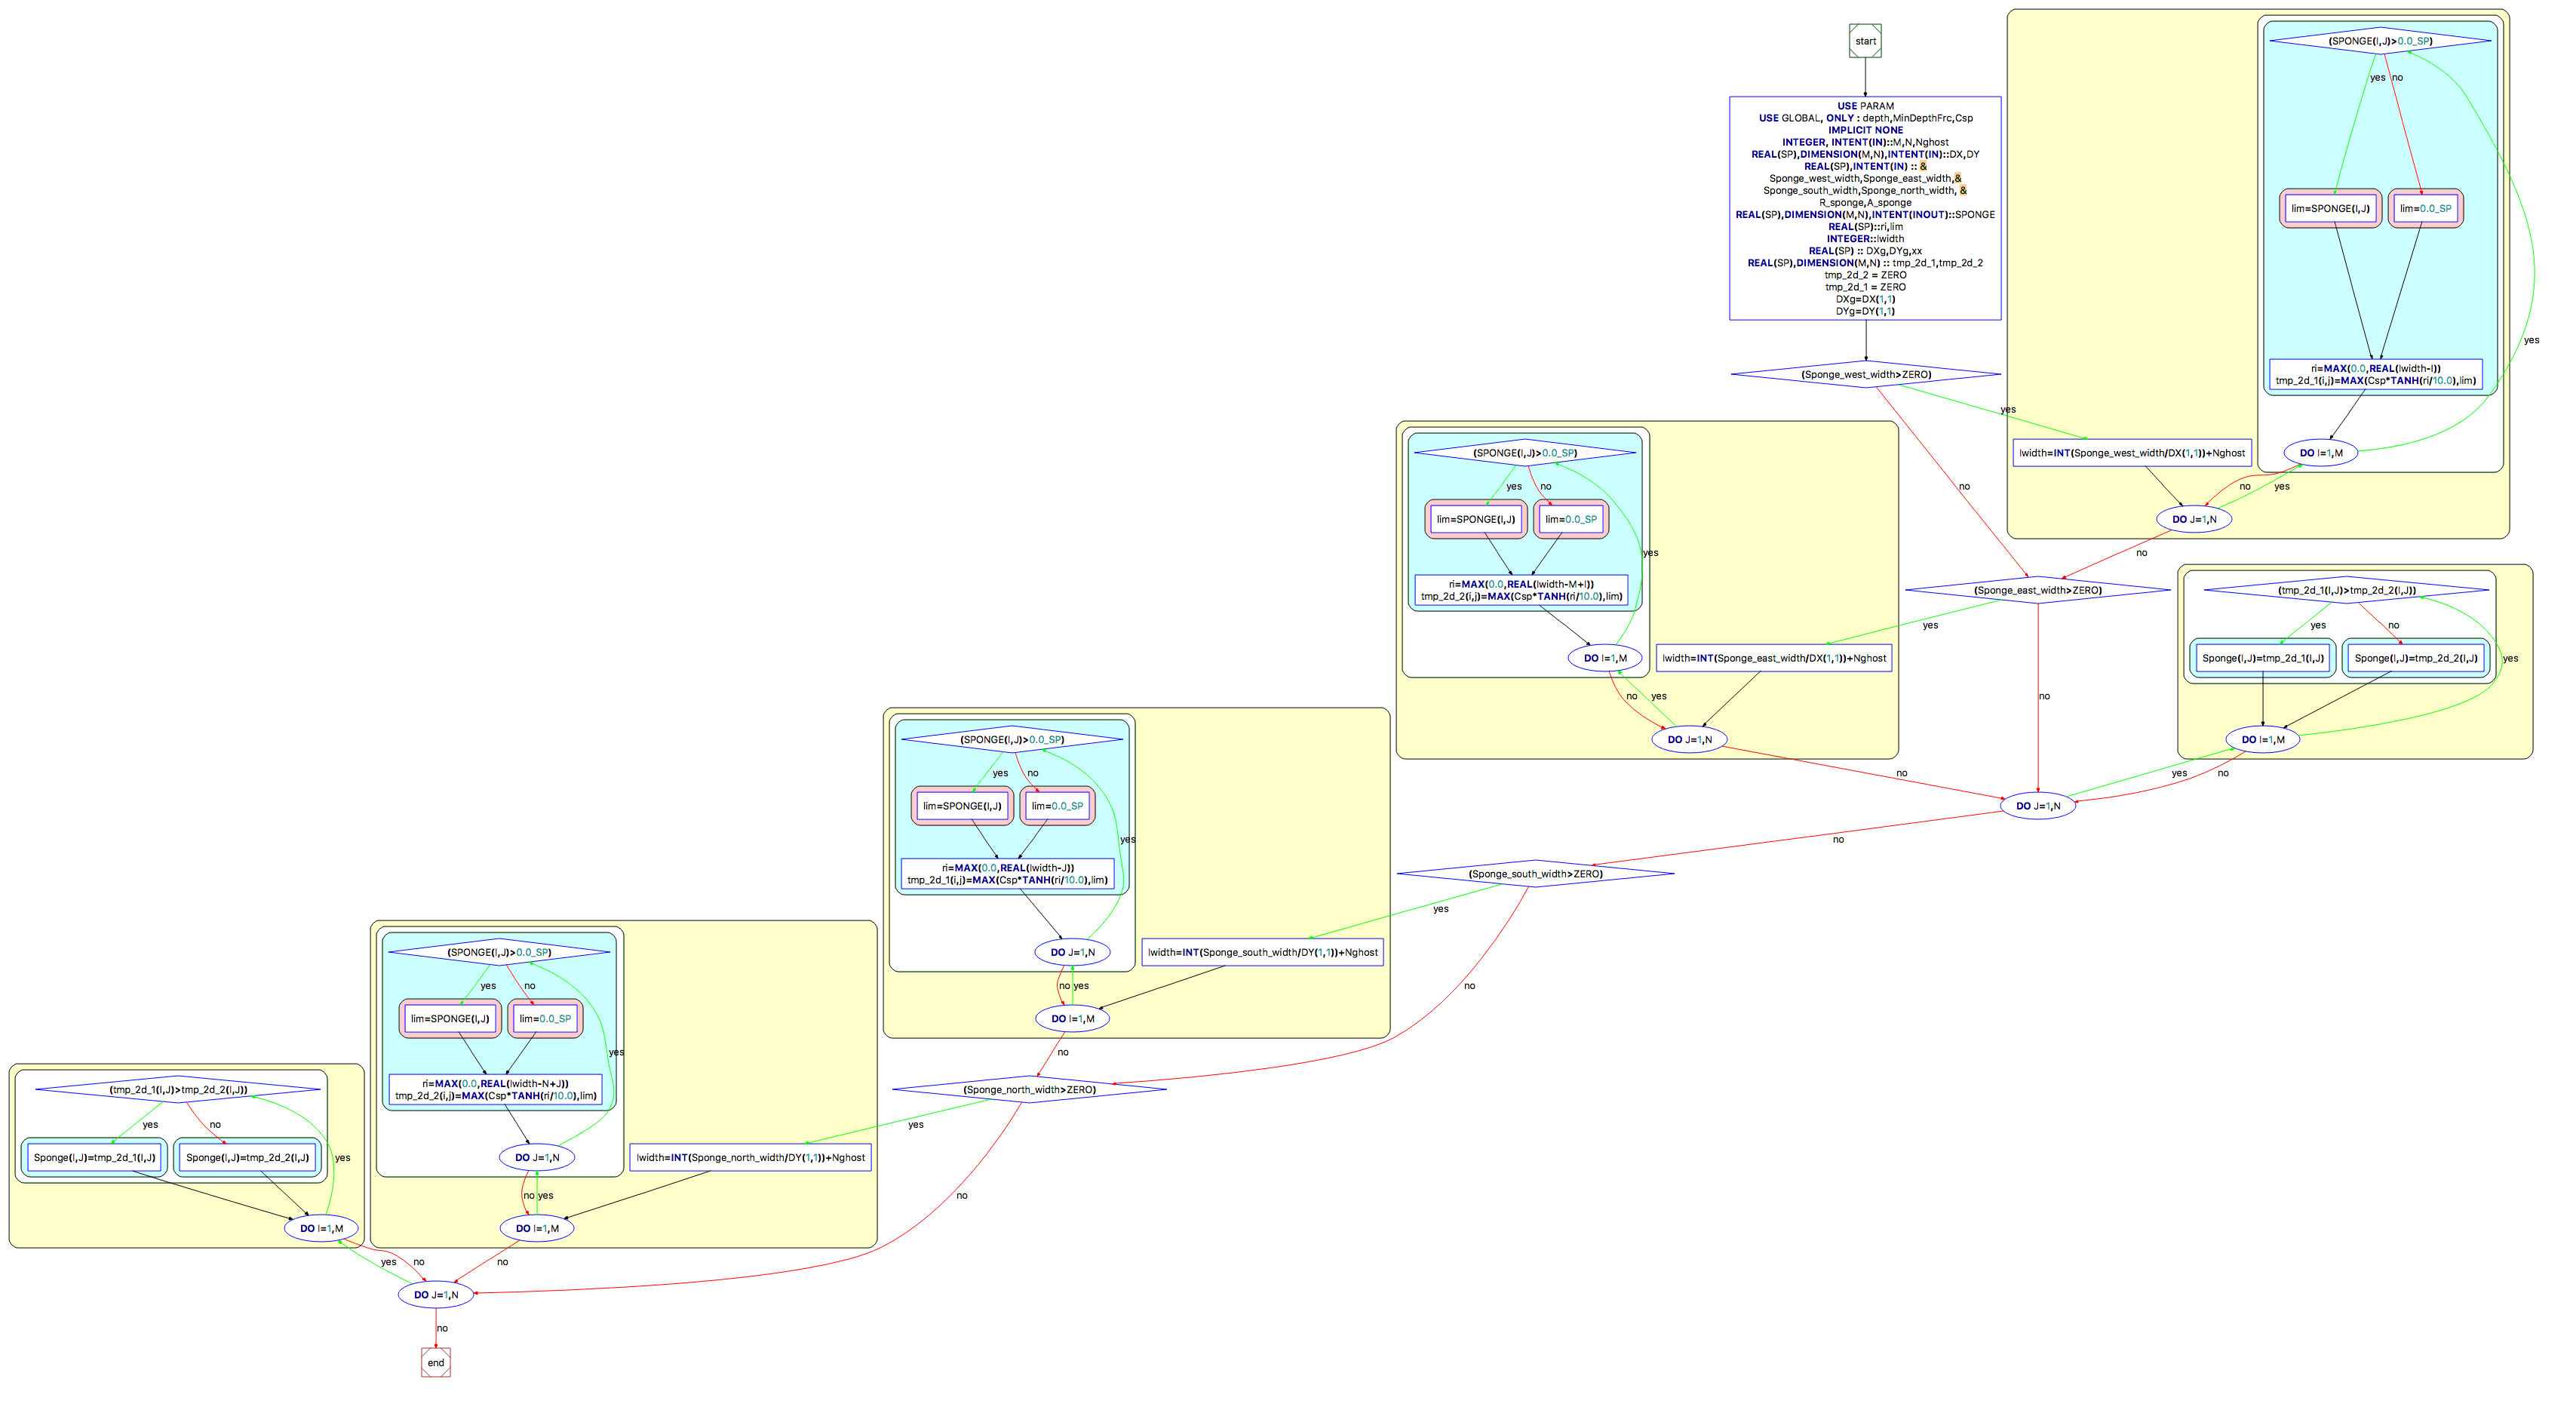 start
USE PARAM
USE GLOBAL, ONLY : depth,MinDepthFrc,Csp
IMPLICIT NONE
INTEGER, INTENT(IN)::M,N,Nghost
REAL(SP),DIMENSION(M,N),INTENT(IN)::DX,DY
REAL(SP),INTENT(IN) :: &
Sponge_west_width,Sponge_east_width,&
Sponge_south_width,Sponge_north_width, &
R_sponge,A_sponge
REAL(SP),DIMENSION(M,N),INTENT(INOUT)::SPONGE
REAL(SP)::ri,lim
INTEGER::Iwidth
REAL(SP) :: DXg,DYg,xx
REAL(SP),DIMENSION(M,N) :: tmp_2d_1,tmp_2d_2
tmp_2d_2 = ZERO
tmp_2d_1 = ZERO
DXg=DX(1,1)
DYg=DY(1,1)
(Sponge_west_width>ZERO)
yes
no
Iwidth=INT(Sponge_west_width/DX(1,1))+Nghost
DO J=1,N
no
yes
no
DO I=1,M
yes
(SPONGE(I,J)>0.0_SP)
yes
no
lim=SPONGE(I,J)
lim=0.0_SP
ri=MAX(0.0,REAL(Iwidth-I))
tmp_2d_1(i,j)=MAX(Csp*TANH(ri/10.0),lim)
(Sponge_east_width>ZERO)
yes
no
Iwidth=INT(Sponge_east_width/DX(1,1))+Nghost
DO J=1,N
no
yes
no
DO I=1,M
yes
(SPONGE(I,J)>0.0_SP)
yes
no
lim=SPONGE(I,J)
lim=0.0_SP
ri=MAX(0.0,REAL(Iwidth-M+I))
tmp_2d_2(i,j)=MAX(Csp*TANH(ri/10.0),lim)
DO J=1,N
yes
no
no
DO I=1,M
yes
(tmp_2d_1(I,J)>tmp_2d_2(I,J))
yes
no
Sponge(I,J)=tmp_2d_1(I,J)
Sponge(I,J)=tmp_2d_2(I,J)
(Sponge_south_width>ZERO)
yes
no
Iwidth=INT(Sponge_south_width/DY(1,1))+Nghost
DO I=1,M
no
yes
no
DO J=1,N
yes
(SPONGE(I,J)>0.0_SP)
yes
no
lim=SPONGE(I,J)
lim=0.0_SP
ri=MAX(0.0,REAL(Iwidth-J))
tmp_2d_1(i,j)=MAX(Csp*TANH(ri/10.0),lim)
(Sponge_north_width>ZERO)
yes
no
Iwidth=INT(Sponge_north_width/DY(1,1))+Nghost
DO I=1,M
no
yes
no
DO J=1,N
yes
(SPONGE(I,J)>0.0_SP)
yes
no
lim=SPONGE(I,J)
lim=0.0_SP
ri=MAX(0.0,REAL(Iwidth-N+J))
tmp_2d_2(i,j)=MAX(Csp*TANH(ri/10.0),lim)
DO J=1,N
yes
no
DO I=1,M
yes
(tmp_2d_1(I,J)>tmp_2d_2(I,J))
yes
no
Sponge(I,J)=tmp_2d_1(I,J)
Sponge(I,J)=tmp_2d_2(I,J)
no
end